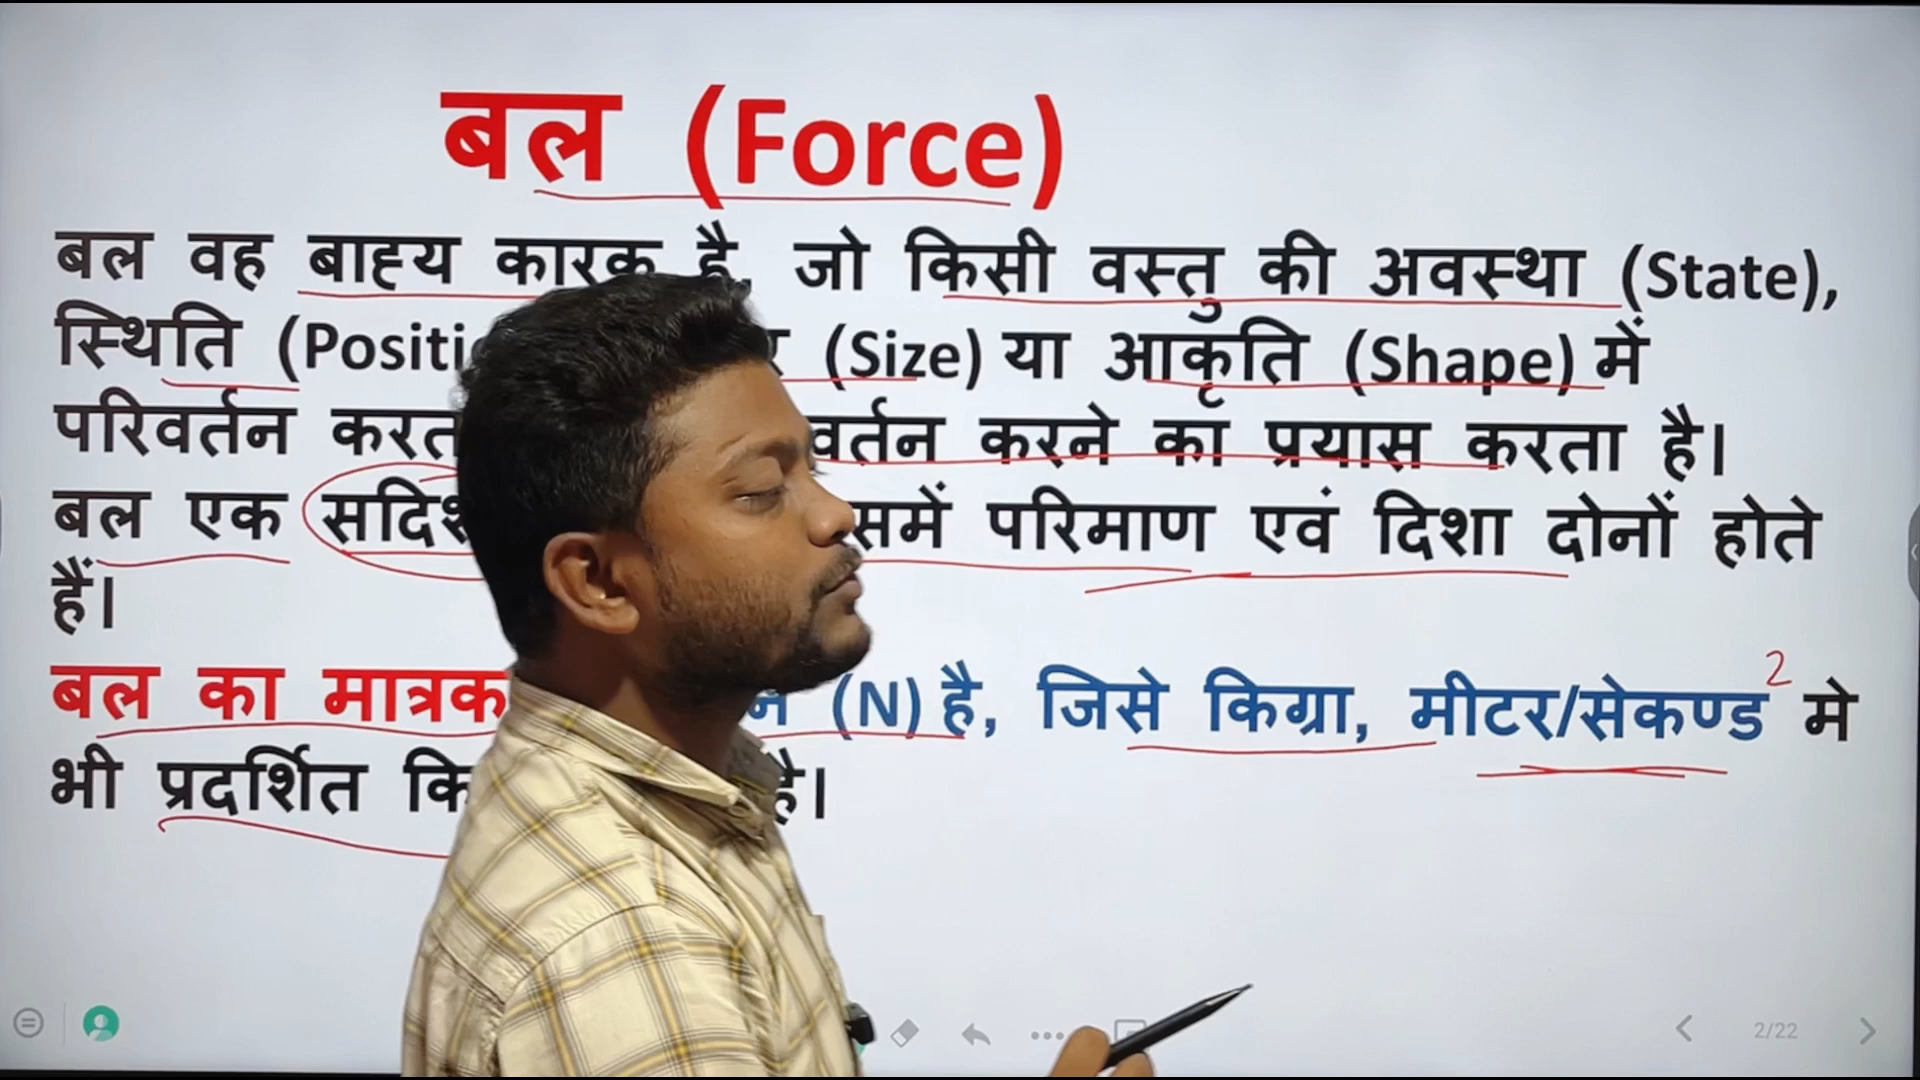 बल (Force)
बल वह बाह्य कारक है, जो किसी वस्तु की अवस्था (State),
स्थिति (Positi (Size) या आकृति (Shape) में
परिवर्तन करत वर्तन करने का प्रयास करता है।
बल एक सदिश समें परिमाण एवं दिशा दोनों होते
हैं।
बल का मात्रक (N) है, जिसे किग्रा, मीटर/सेकण्ड² मे
भी प्रदर्शित कि है।
2/22